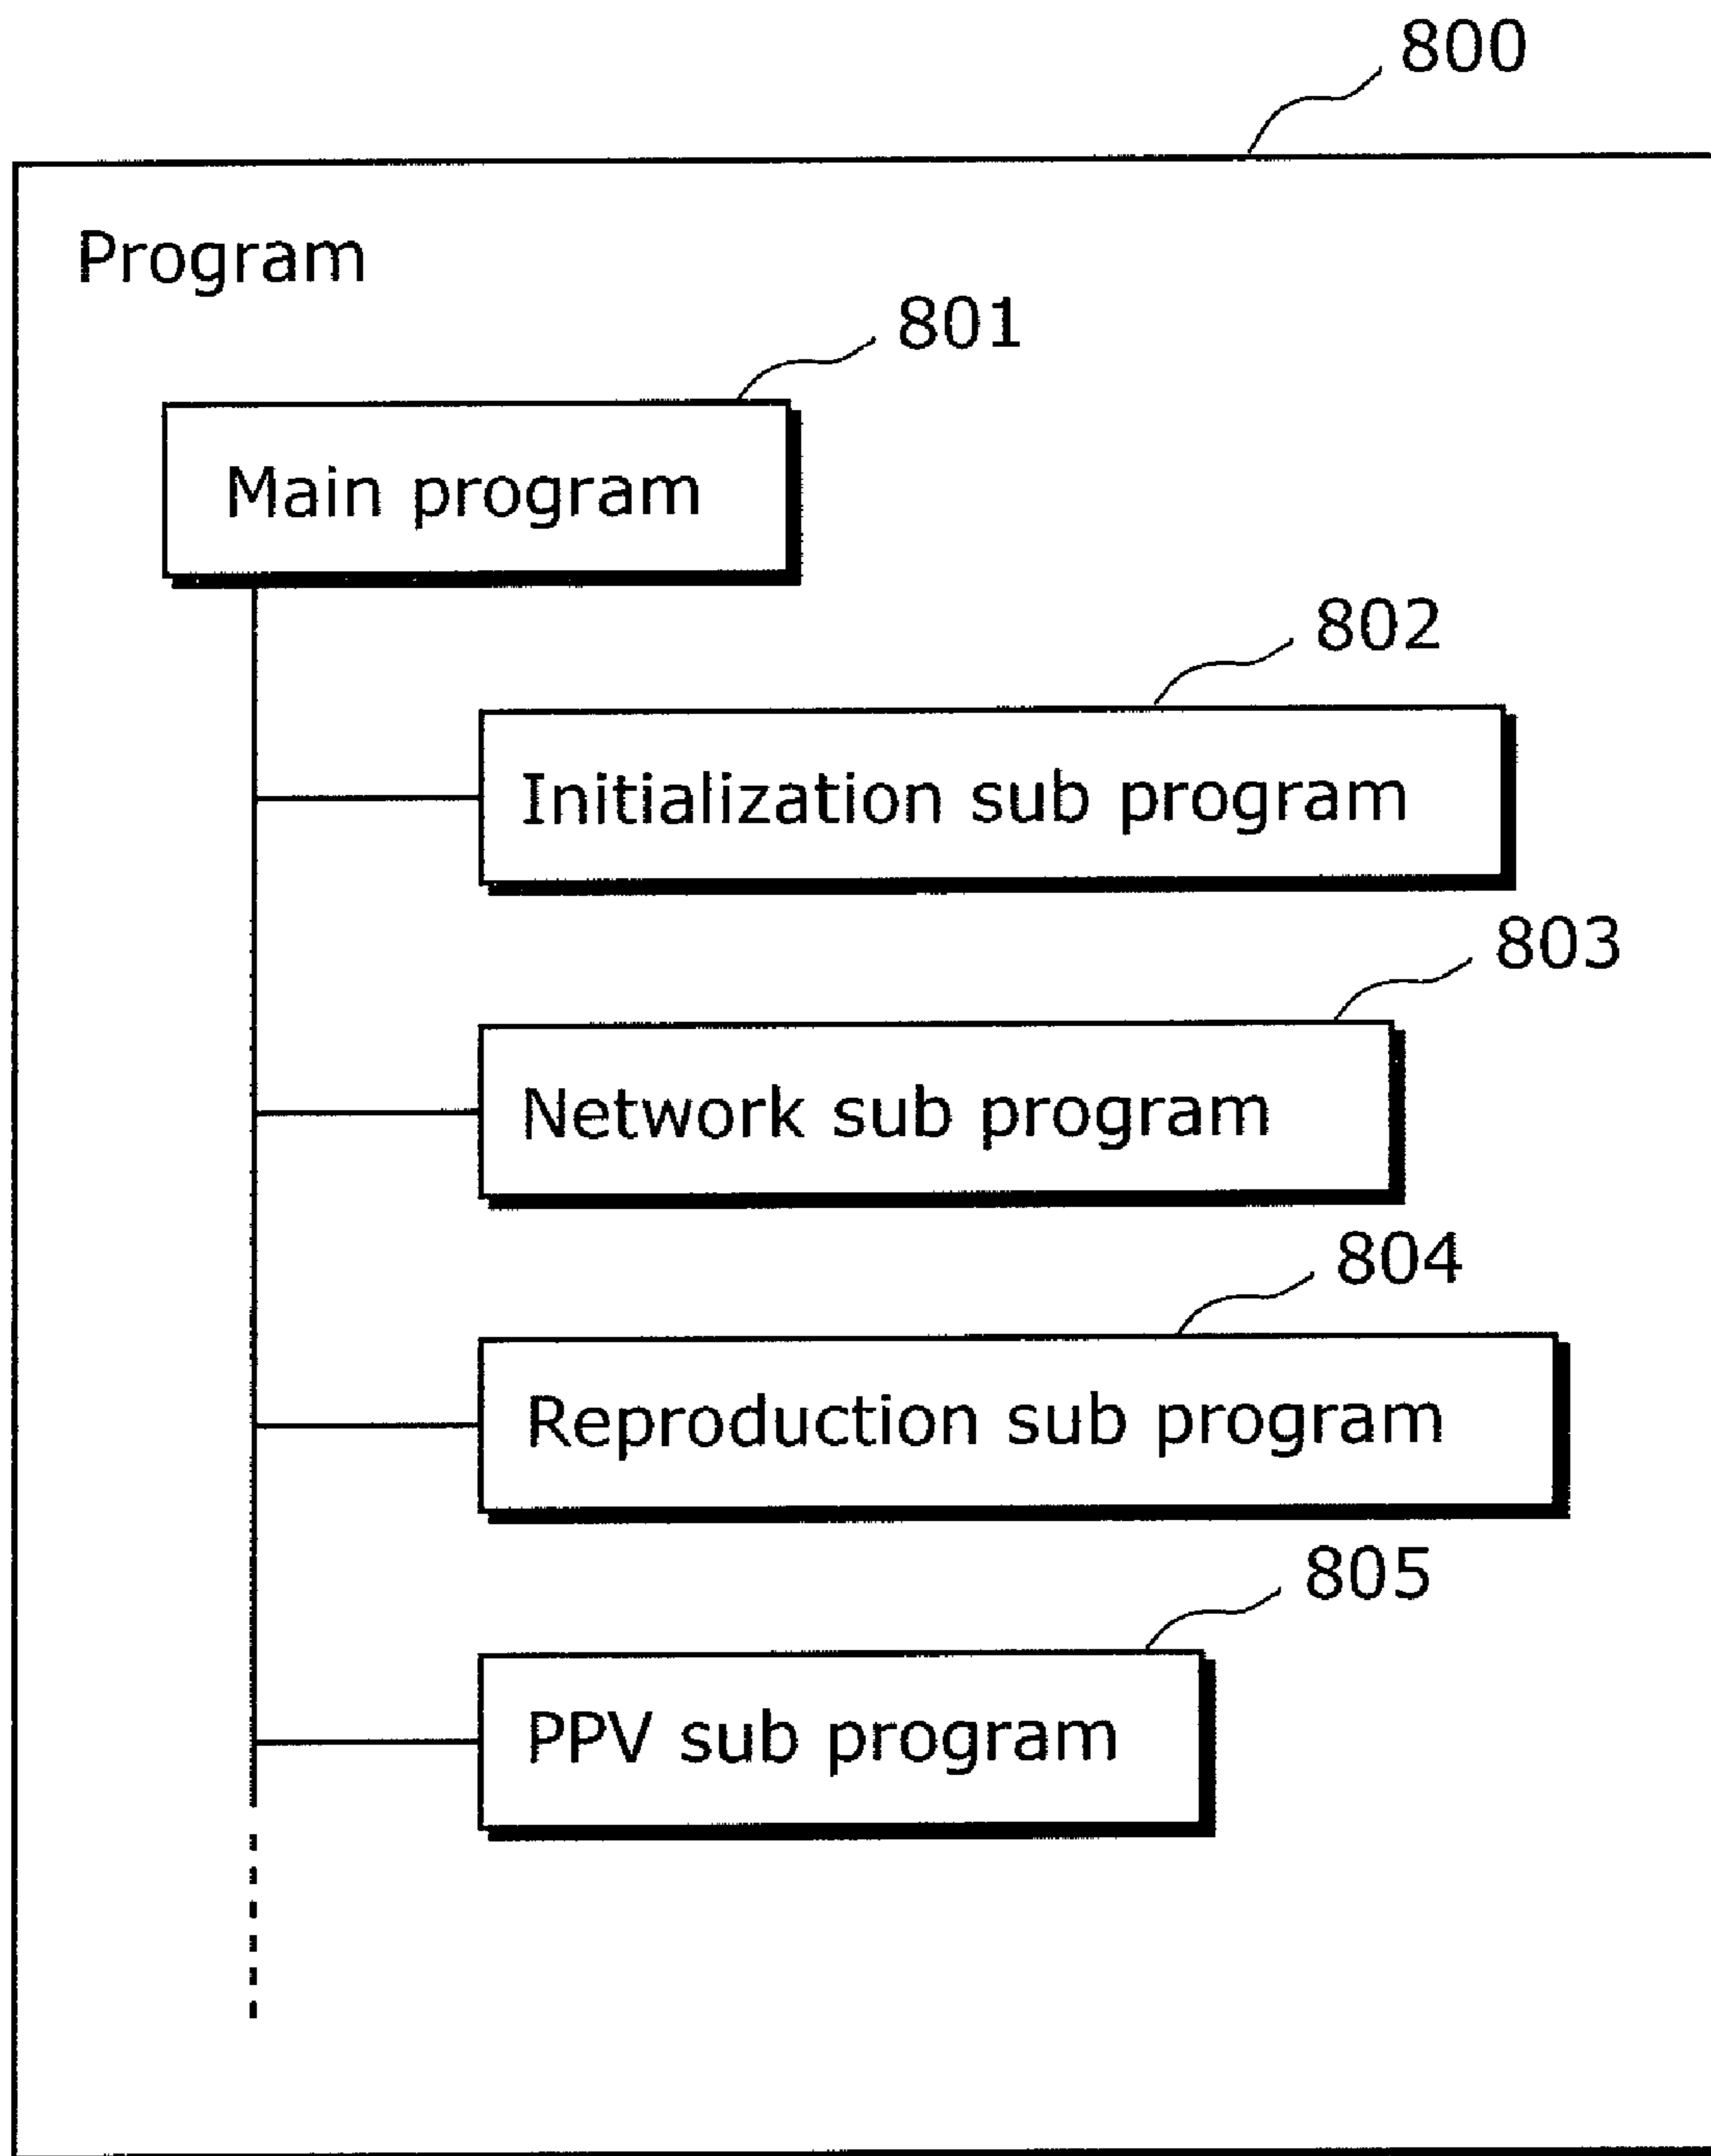 800
Program
801
Main program
802
Initialization sub program
803
Network sub program
804
Reproduction sub program
805
PPV sub program